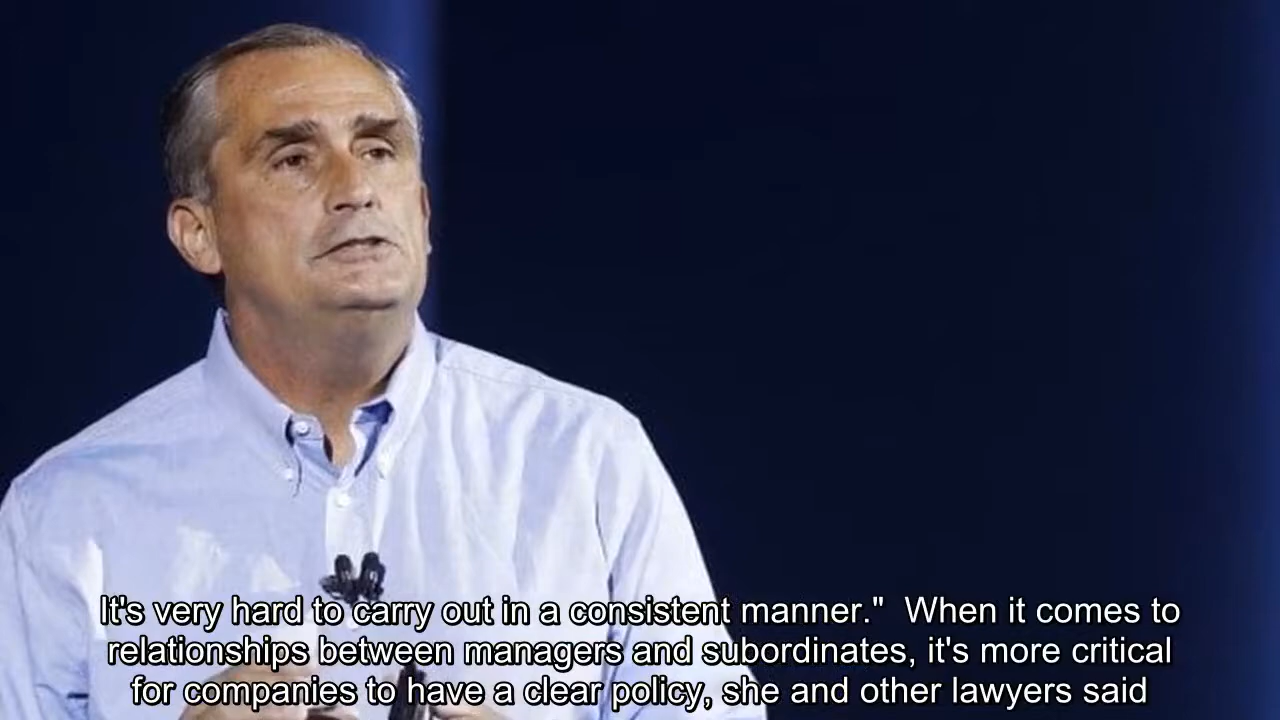 It's very hard to carry out in a consistent manner."  When it comes to
relationships between managers and subordinates, it's more critical
for companies to have a clear policy, she and other lawyers said